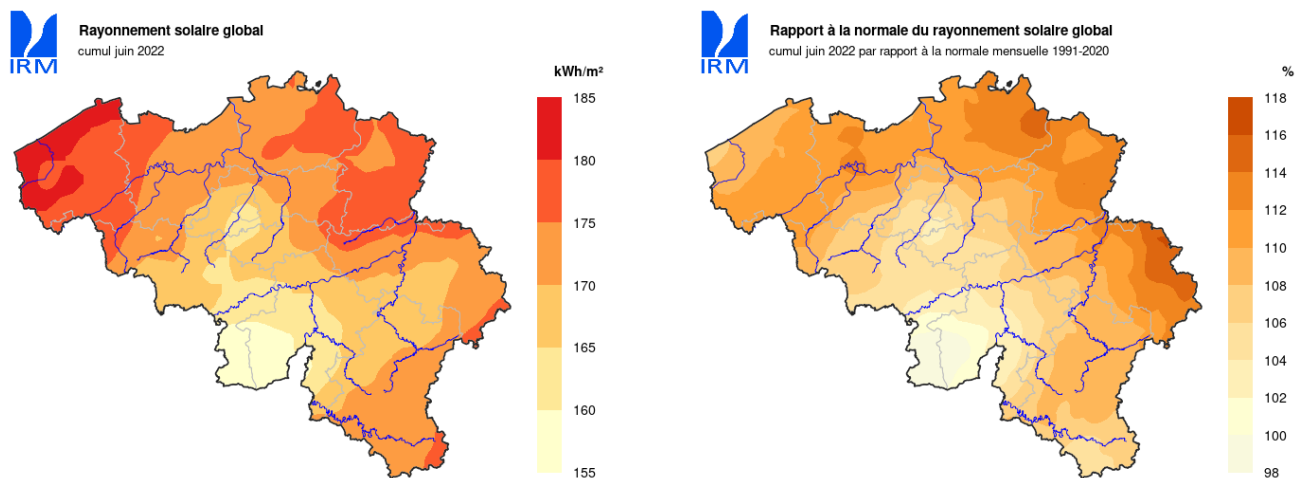 IRM
Rayonnement solaire global
cumul juin 2022
kWh/m²
185
180
175
170
165
160
155
IRM
Rapport à la normale du rayonnement solaire global
cumul juin 2022 par rapport à la normale mensuelle 1991-2020
%
118
116
114
112
110
108
106
104
102
100
98